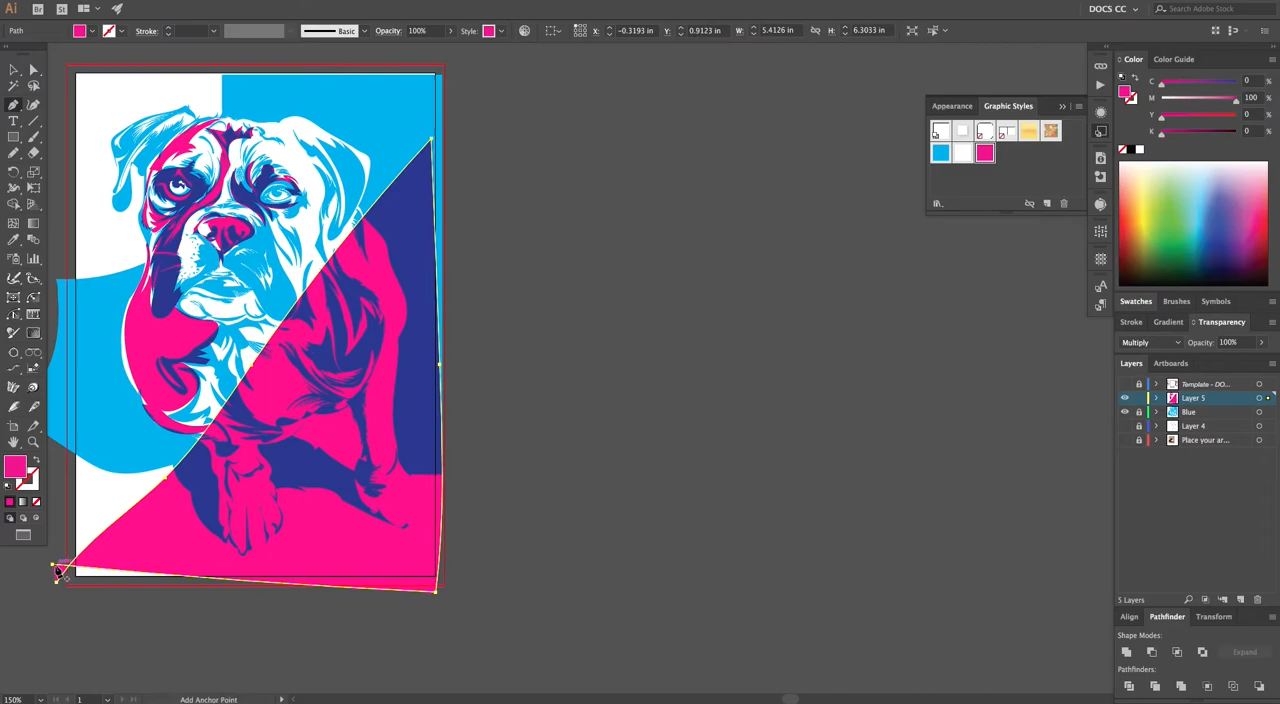 Ai Br St DOCS CC Search Adobe Stock
Path Stroke: Basic Opacity: 100% Style: X: -0.3193 in Y: 0.9123 in W: 5.4126 in H: 6.3033 in
Color Color Guide
C 0 %
M 100 %
Y 0 %
K 0 %
Appearance Graphic Styles
Swatches Brushes Symbols
Stroke Gradient Transparency
Multiply Opacity: 100%
Layers Artboards
Template - DO...
Layer 5
Blue
Layer 4
Place your ar...
5 Layers
Align Pathfinder Transform
Shape Modes:
Expand
Pathfinders:
150% 1 Add Anchor Point